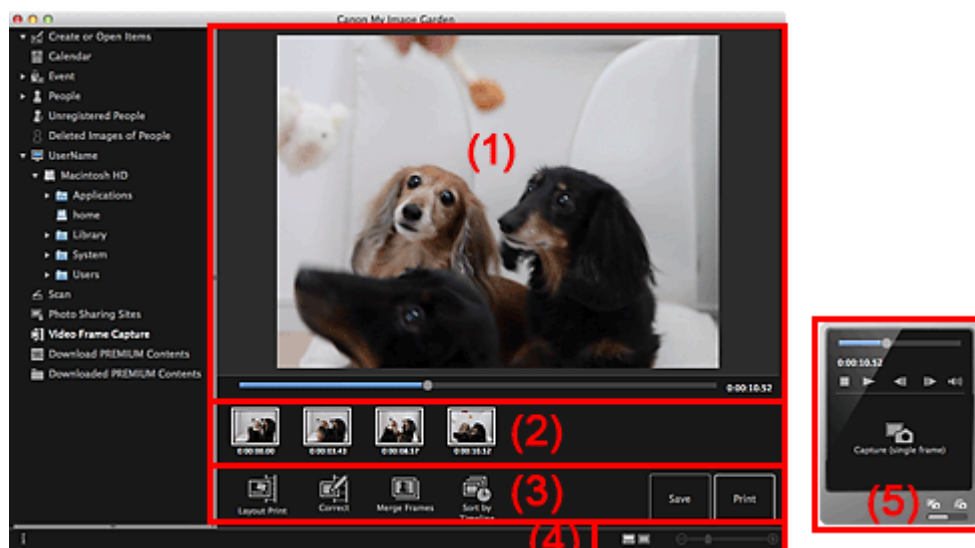 Canon My Image Garden
Create or Open Items
Calendar
Event
People
Unregistered People
Deleted Images of People
UserName
Macintosh HD
Applications
home
Library
System
Users
Scan
Photo Sharing Sites
Video Frame Capture
Download PREMIUM Contents
Downloaded PREMIUM Contents
(1)
0:00:10.52
0:00:00.00 0:00:03.43 0:00:08.57 0:00:10.52
(2)
Layout Print
Correct
Merge Frames
Sort by Timeline
(3)
Save
Print
(4)
0:00:10.52
Capture (single frame)
(5)